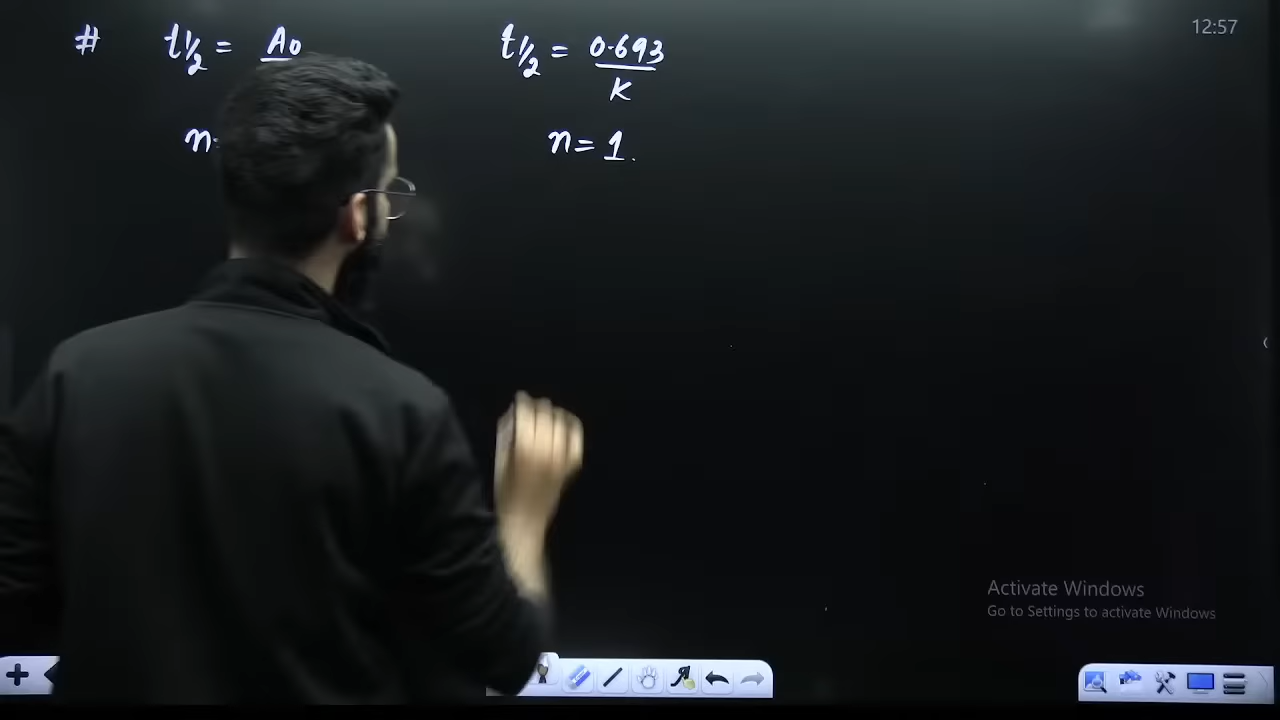 12:57
# t1/2 = A0 t1/2 = 0.693/K
n= n= 1.
Activate Windows
Go to Settings to activate Windows